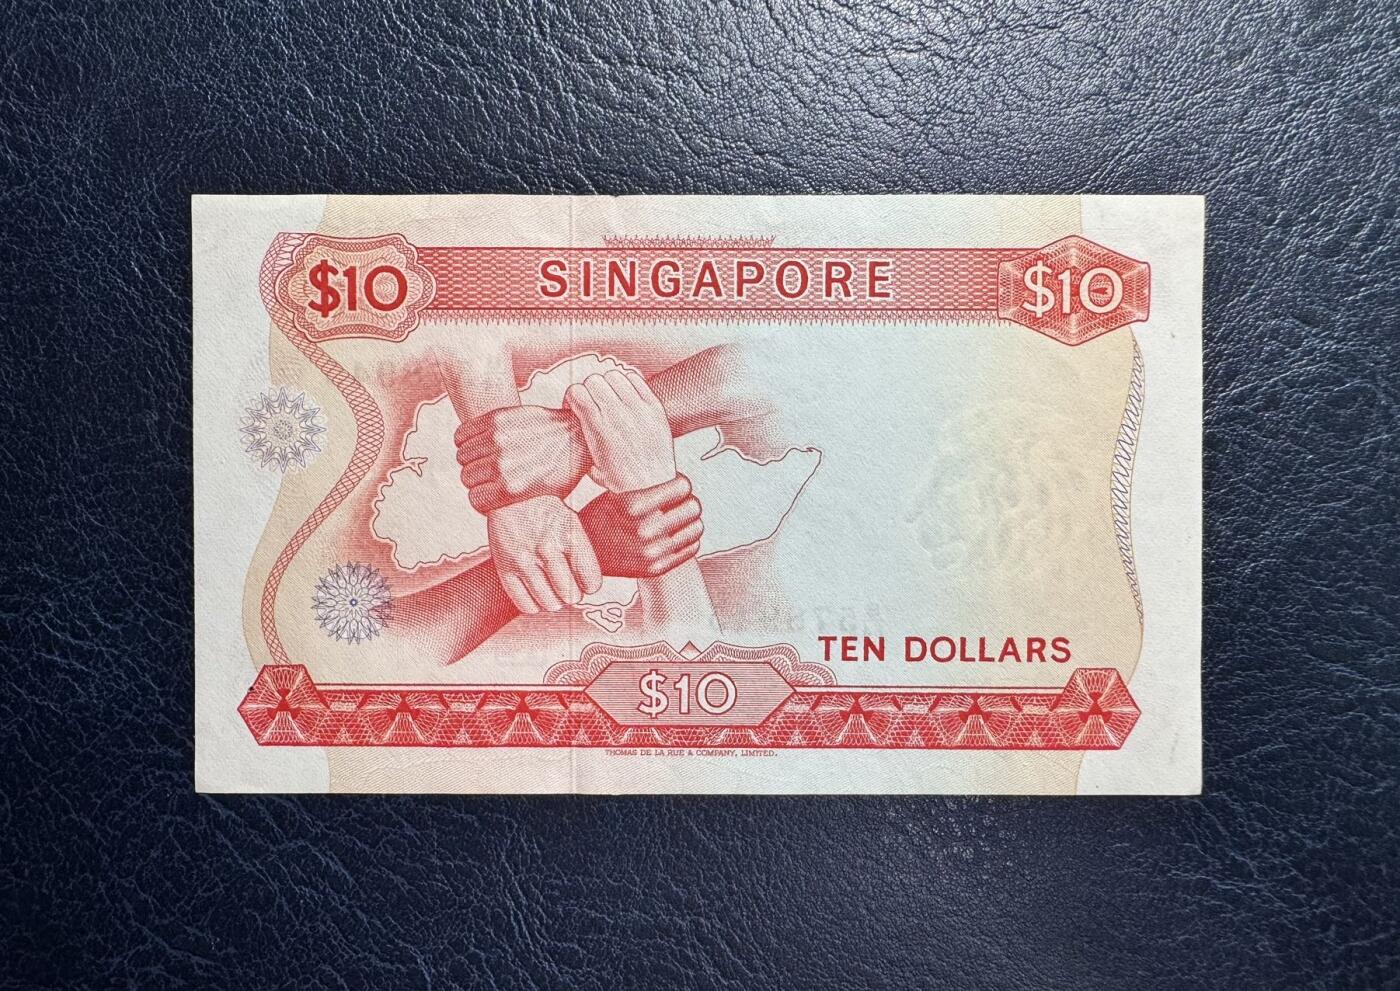 $10 SINGAPORE $10
TEN DOLLARS
$10
THOMAS DE LA RUE & COMPANY, LIMITED.